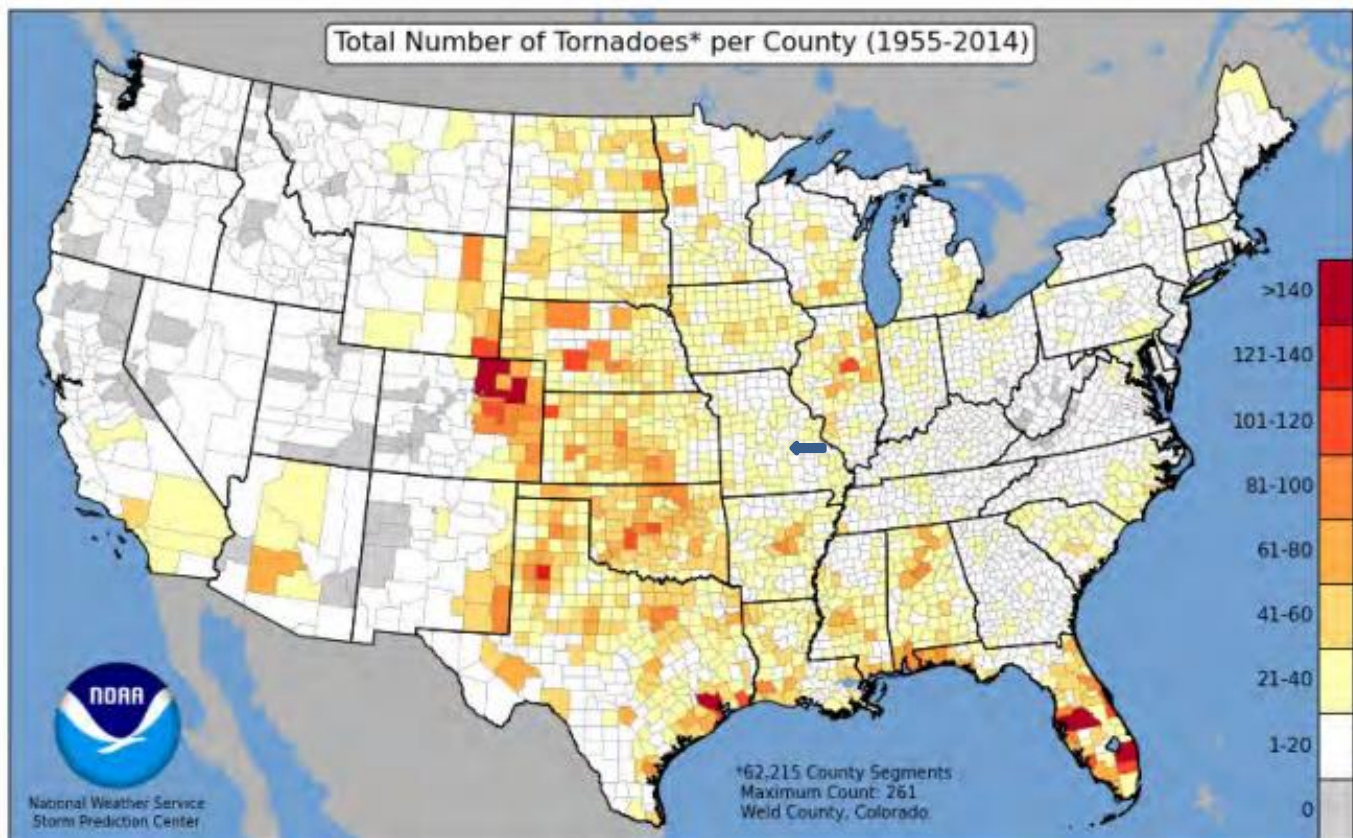 Total Number of Tornadoes* per County (1955-2014)
>140
121-140
101-120
81-100
61-80
41-60
21-40
1-20
0
NOAA
National Weather Service
Storm Prediction Center
*62,215 County Segments
Maximum Count: 261
Weld County, Colorado